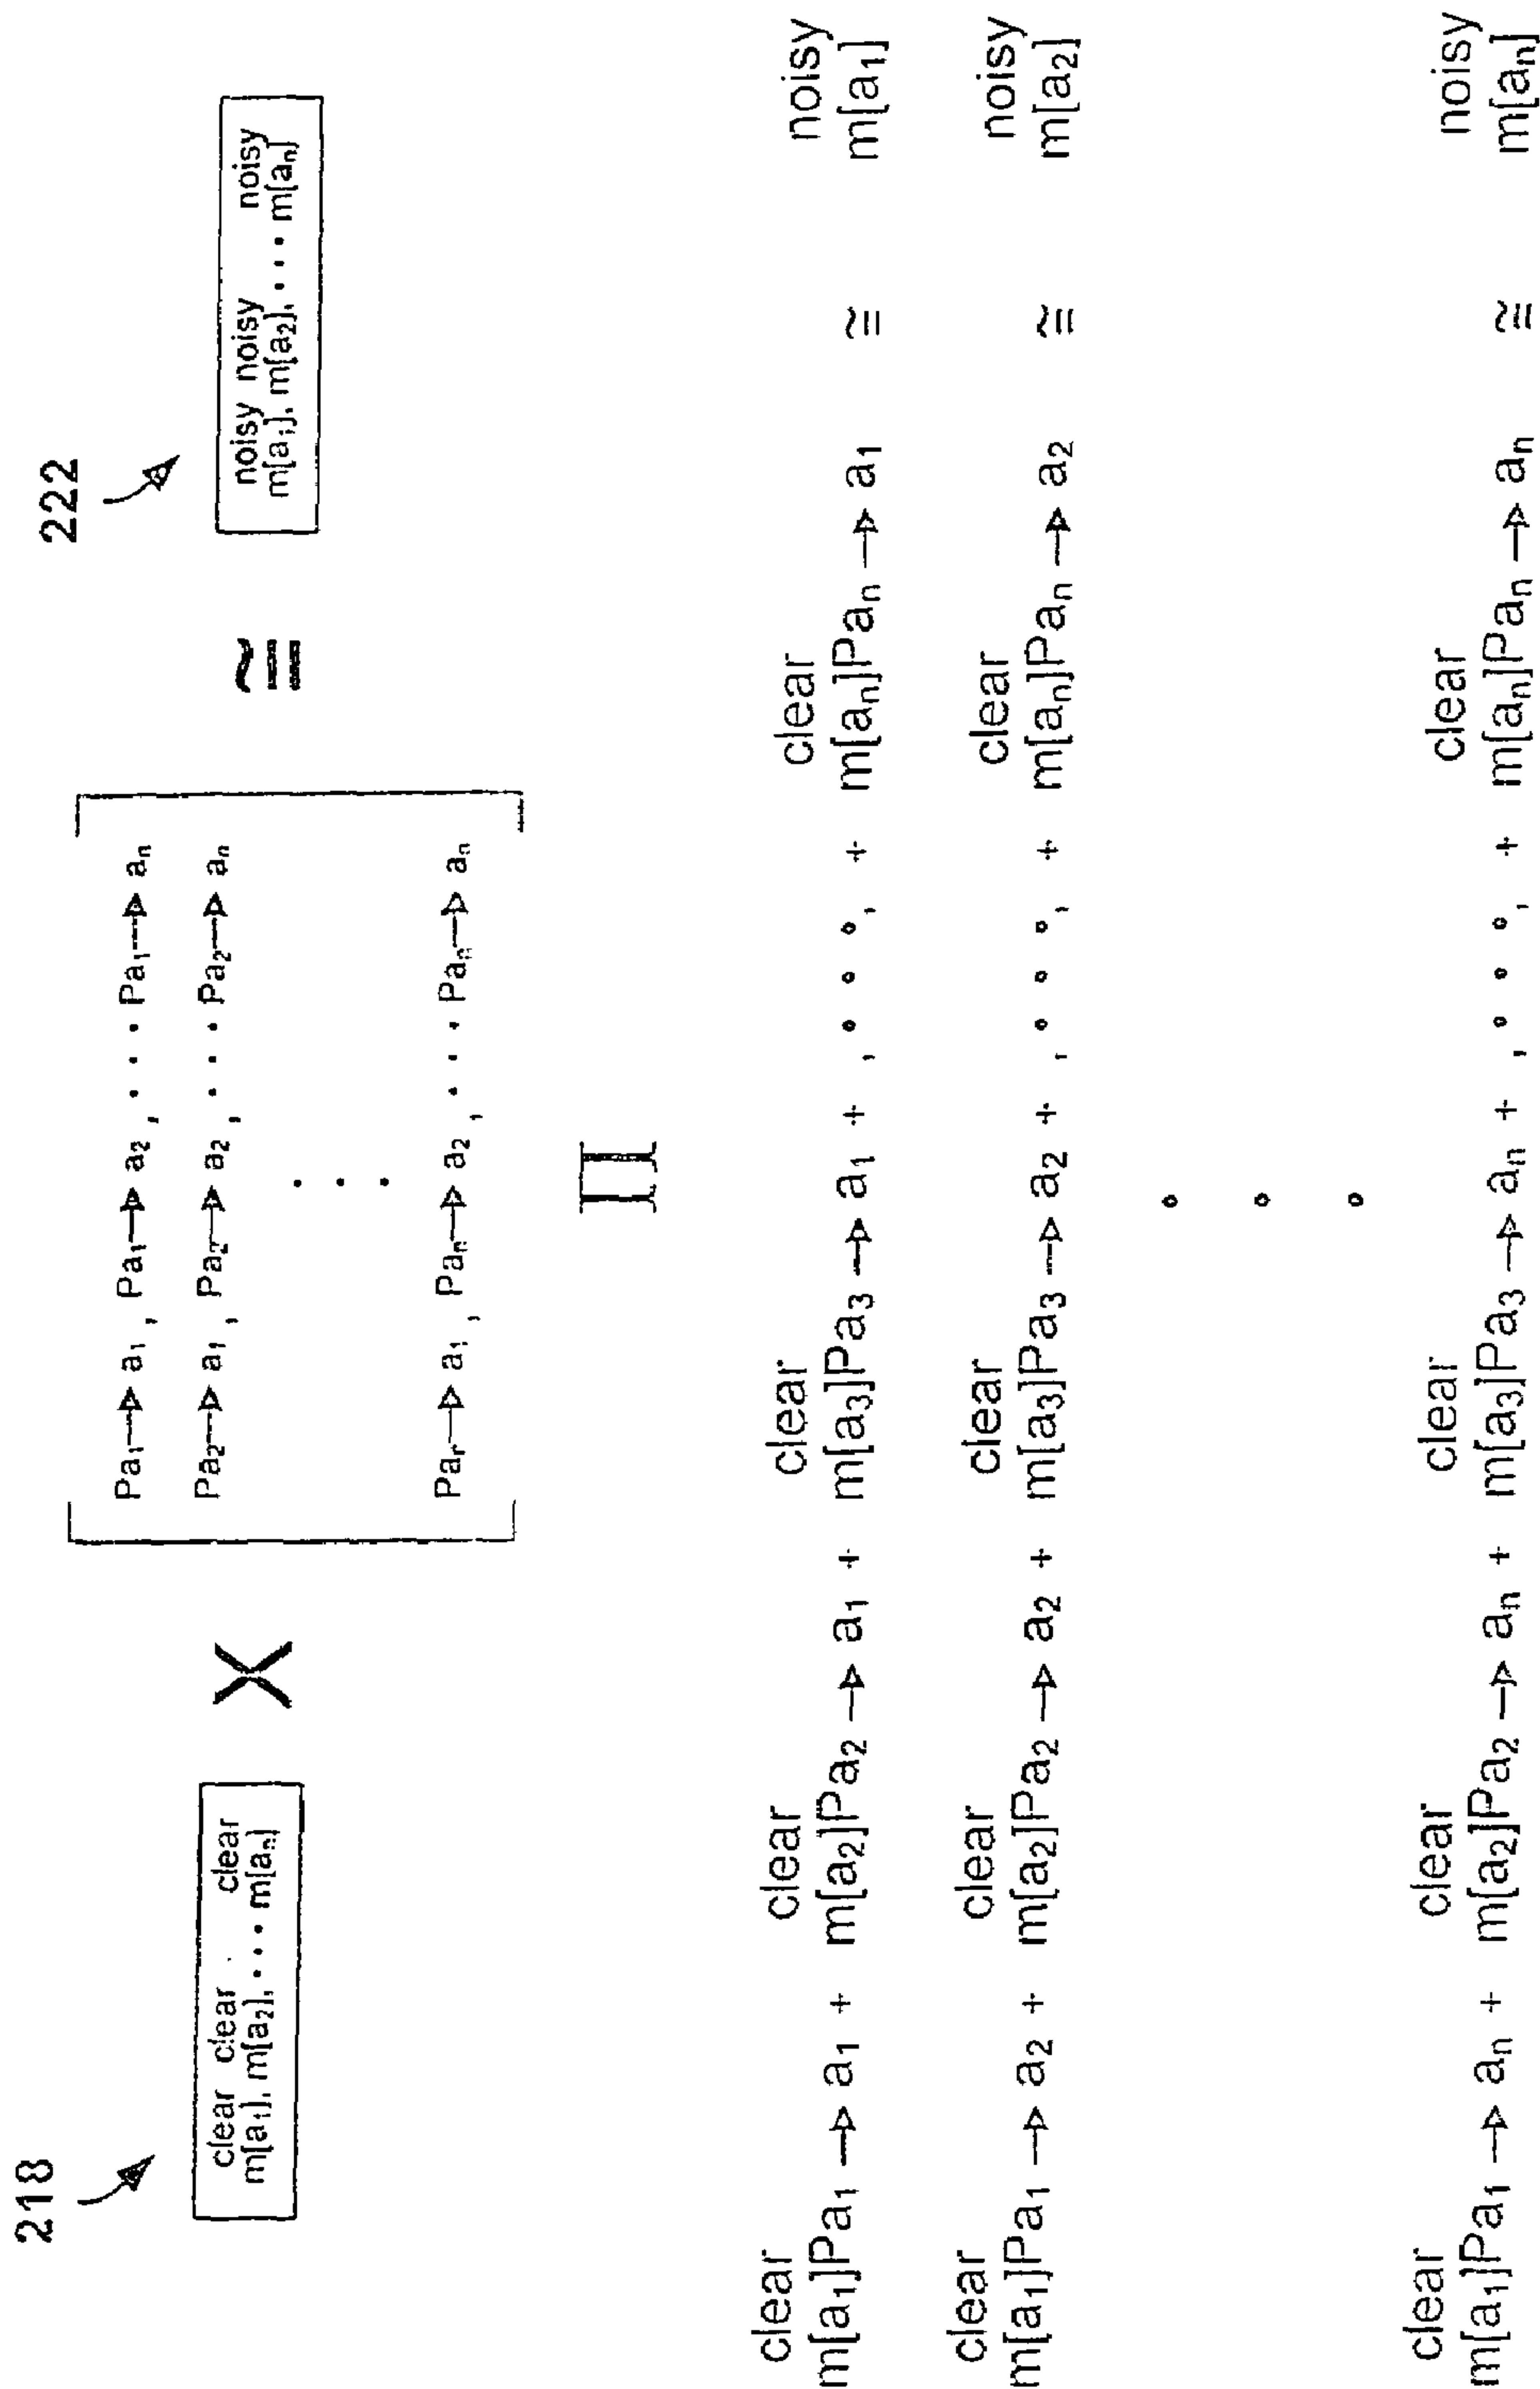 218
222
clear clear clear
m[a₁], m[a₂], • • • m[aₙ]
X
Pa₁→a₁ , Pa₁→a₂ , • • • Pa₁→aₙ
Pa₂→a₁ , Pa₂→a₂ , • • • Pa₂→aₙ
Paₙ→a₁ , Paₙ→a₂ , • • • Paₙ→aₙ
≅
noisy noisy noisy
m[a₁], m[a₂], • • • m[aₙ]
=
clear clear clear clear noisy
m[a₁]Pa₁→a₁ + m[a₂]Pa₂→a₁ + m[a₃]Pa₃→a₁ + , ∘ ∘ ∘, + m[aₙ]Paₙ→a₁ ≅ m[a₁]
clear clear clear clear noisy
m[a₁]Pa₁→a₂ + m[a₂]Pa₂→a₂ + m[a₃]Pa₃→a₂ + , ∘ ∘ ∘, + m[aₙ]Paₙ→a₂ ≅ m[a₂]
clear clear clear clear noisy
m[a₁]Pa₁→aₙ + m[a₂]Pa₂→aₙ + m[a₃]Pa₃→aₙ + , ∘ ∘ ∘, + m[aₙ]Paₙ→aₙ ≅ m[aₙ]